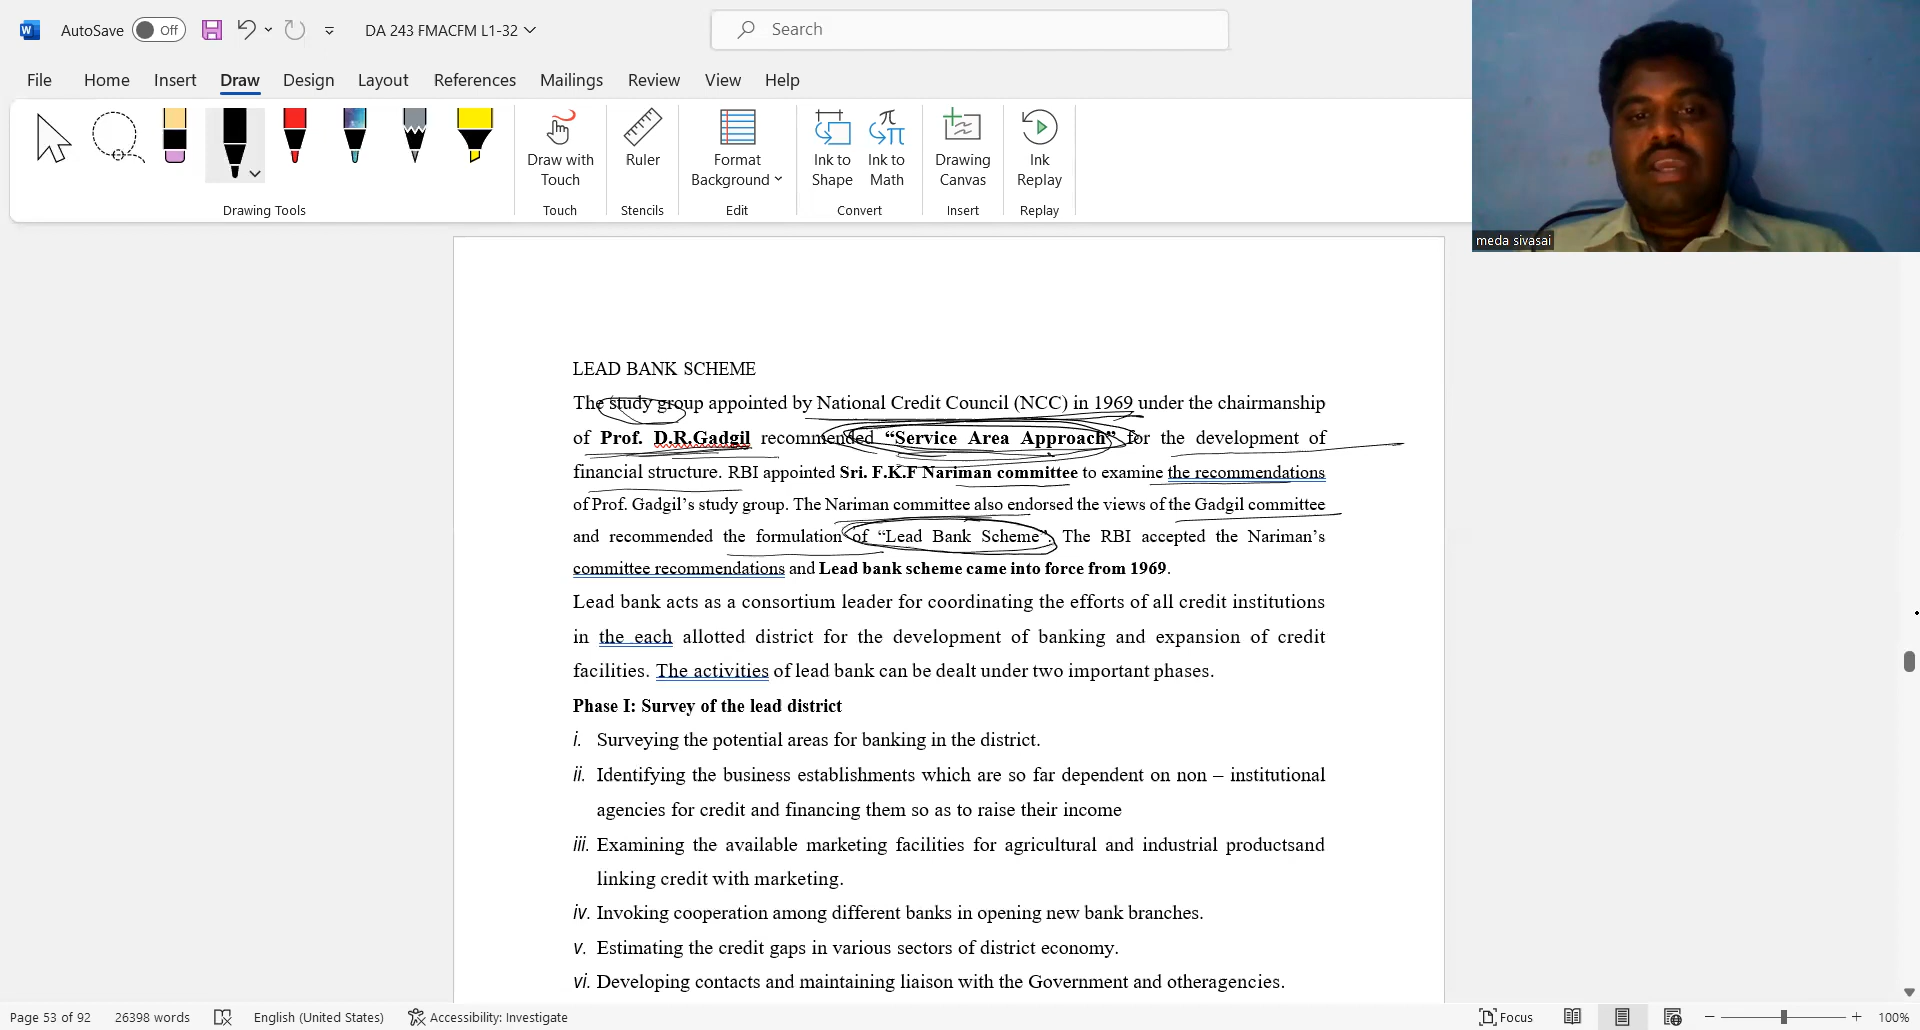 AutoSave Off DA 243 FMACFM L1-32 Search
File Home Insert Draw Design Layout References Mailings Review View Help
Draw with Touch
Ruler
Format Background
Ink to Shape
Ink to Math
Drawing Canvas
Ink Replay
Drawing Tools Touch Stencils Edit Convert Insert Replay
meda sivasai
LEAD BANK SCHEME
The study group appointed by National Credit Council (NCC) in 1969 under the chairmanship
of Prof. D.R.Gadgil recommended “Service Area Approach” for the development of
financial structure. RBI appointed Sri. F.K.F Nariman committee to examine the recommendations
of Prof. Gadgil’s study group. The Nariman committee also endorsed the views of the Gadgil committee
and recommended the formulation of “Lead Bank Scheme”. The RBI accepted the Nariman’s
committee recommendations and Lead bank scheme came into force from 1969.
Lead bank acts as a consortium leader for coordinating the efforts of all credit institutions
in the each allotted district for the development of banking and expansion of credit
facilities. The activities of lead bank can be dealt under two important phases.
Phase I: Survey of the lead district
i. Surveying the potential areas for banking in the district.
ii. Identifying the business establishments which are so far dependent on non – institutional
agencies for credit and financing them so as to raise their income
iii. Examining the available marketing facilities for agricultural and industrial productsand
linking credit with marketing.
iv. Invoking cooperation among different banks in opening new bank branches.
v. Estimating the credit gaps in various sectors of district economy.
vi. Developing contacts and maintaining liaison with the Government and otheragencies.
Page 53 of 92 26398 words English (United States) Accessibility: Investigate Focus 100%